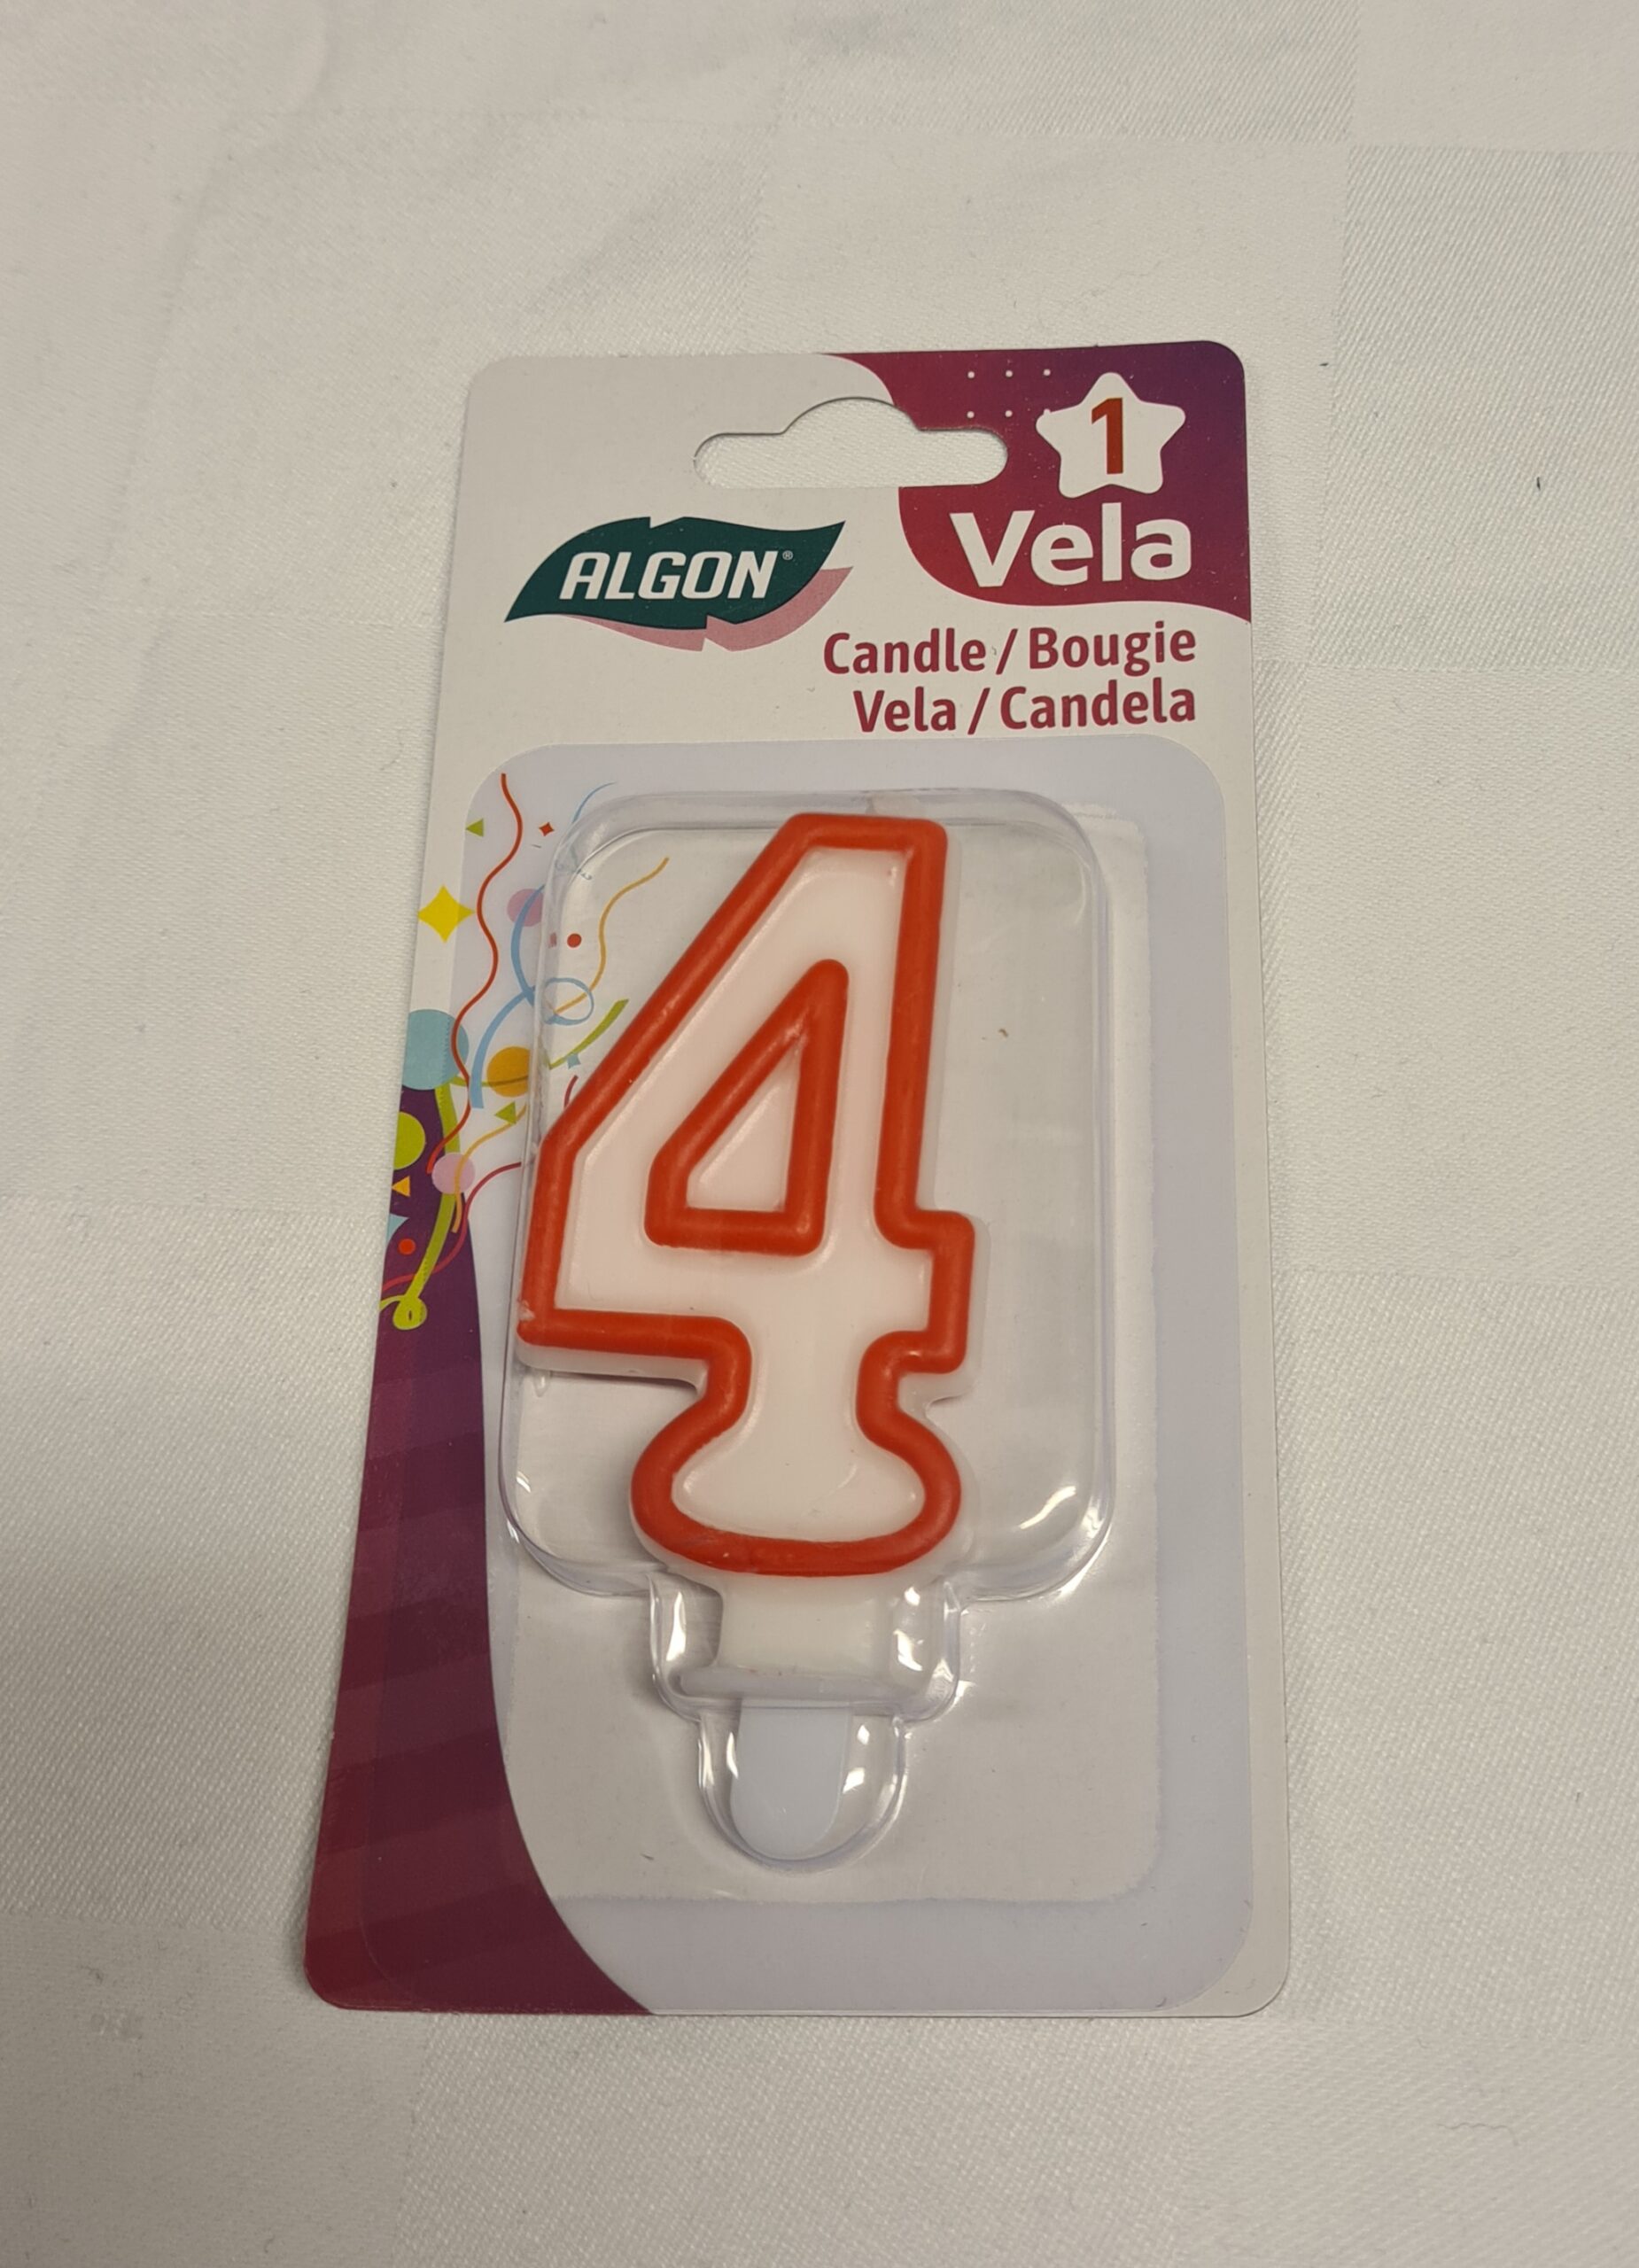 1
Vela
ALGON®
Candle / Bougie
Vela / Candela
4